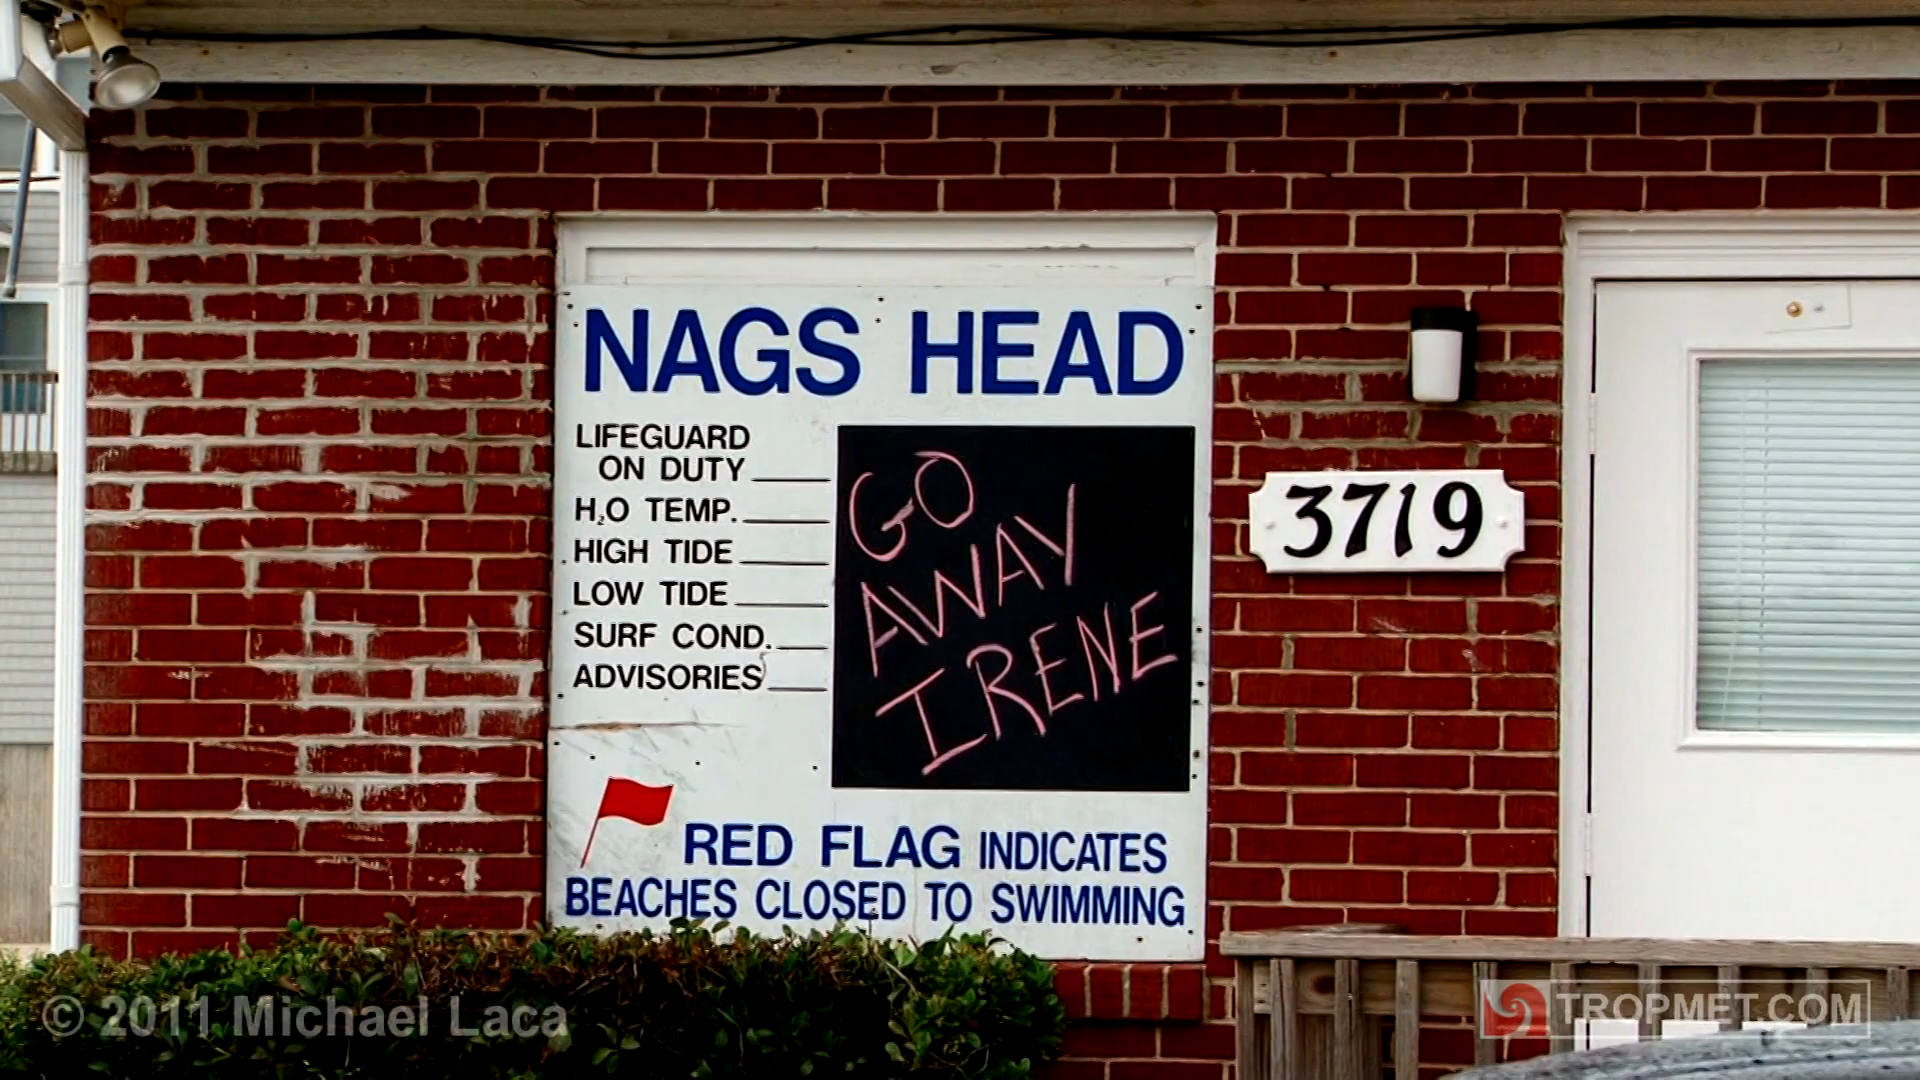 NAGS HEAD
LIFEGUARD
ON DUTY
H₂O TEMP.
HIGH TIDE
LOW TIDE
SURF COND.
ADVISORIES
GO
AWAY
IRENE
RED FLAG INDICATES
BEACHES CLOSED TO SWIMMING
3719
© 2011 Michael Laca
TROPMET.COM